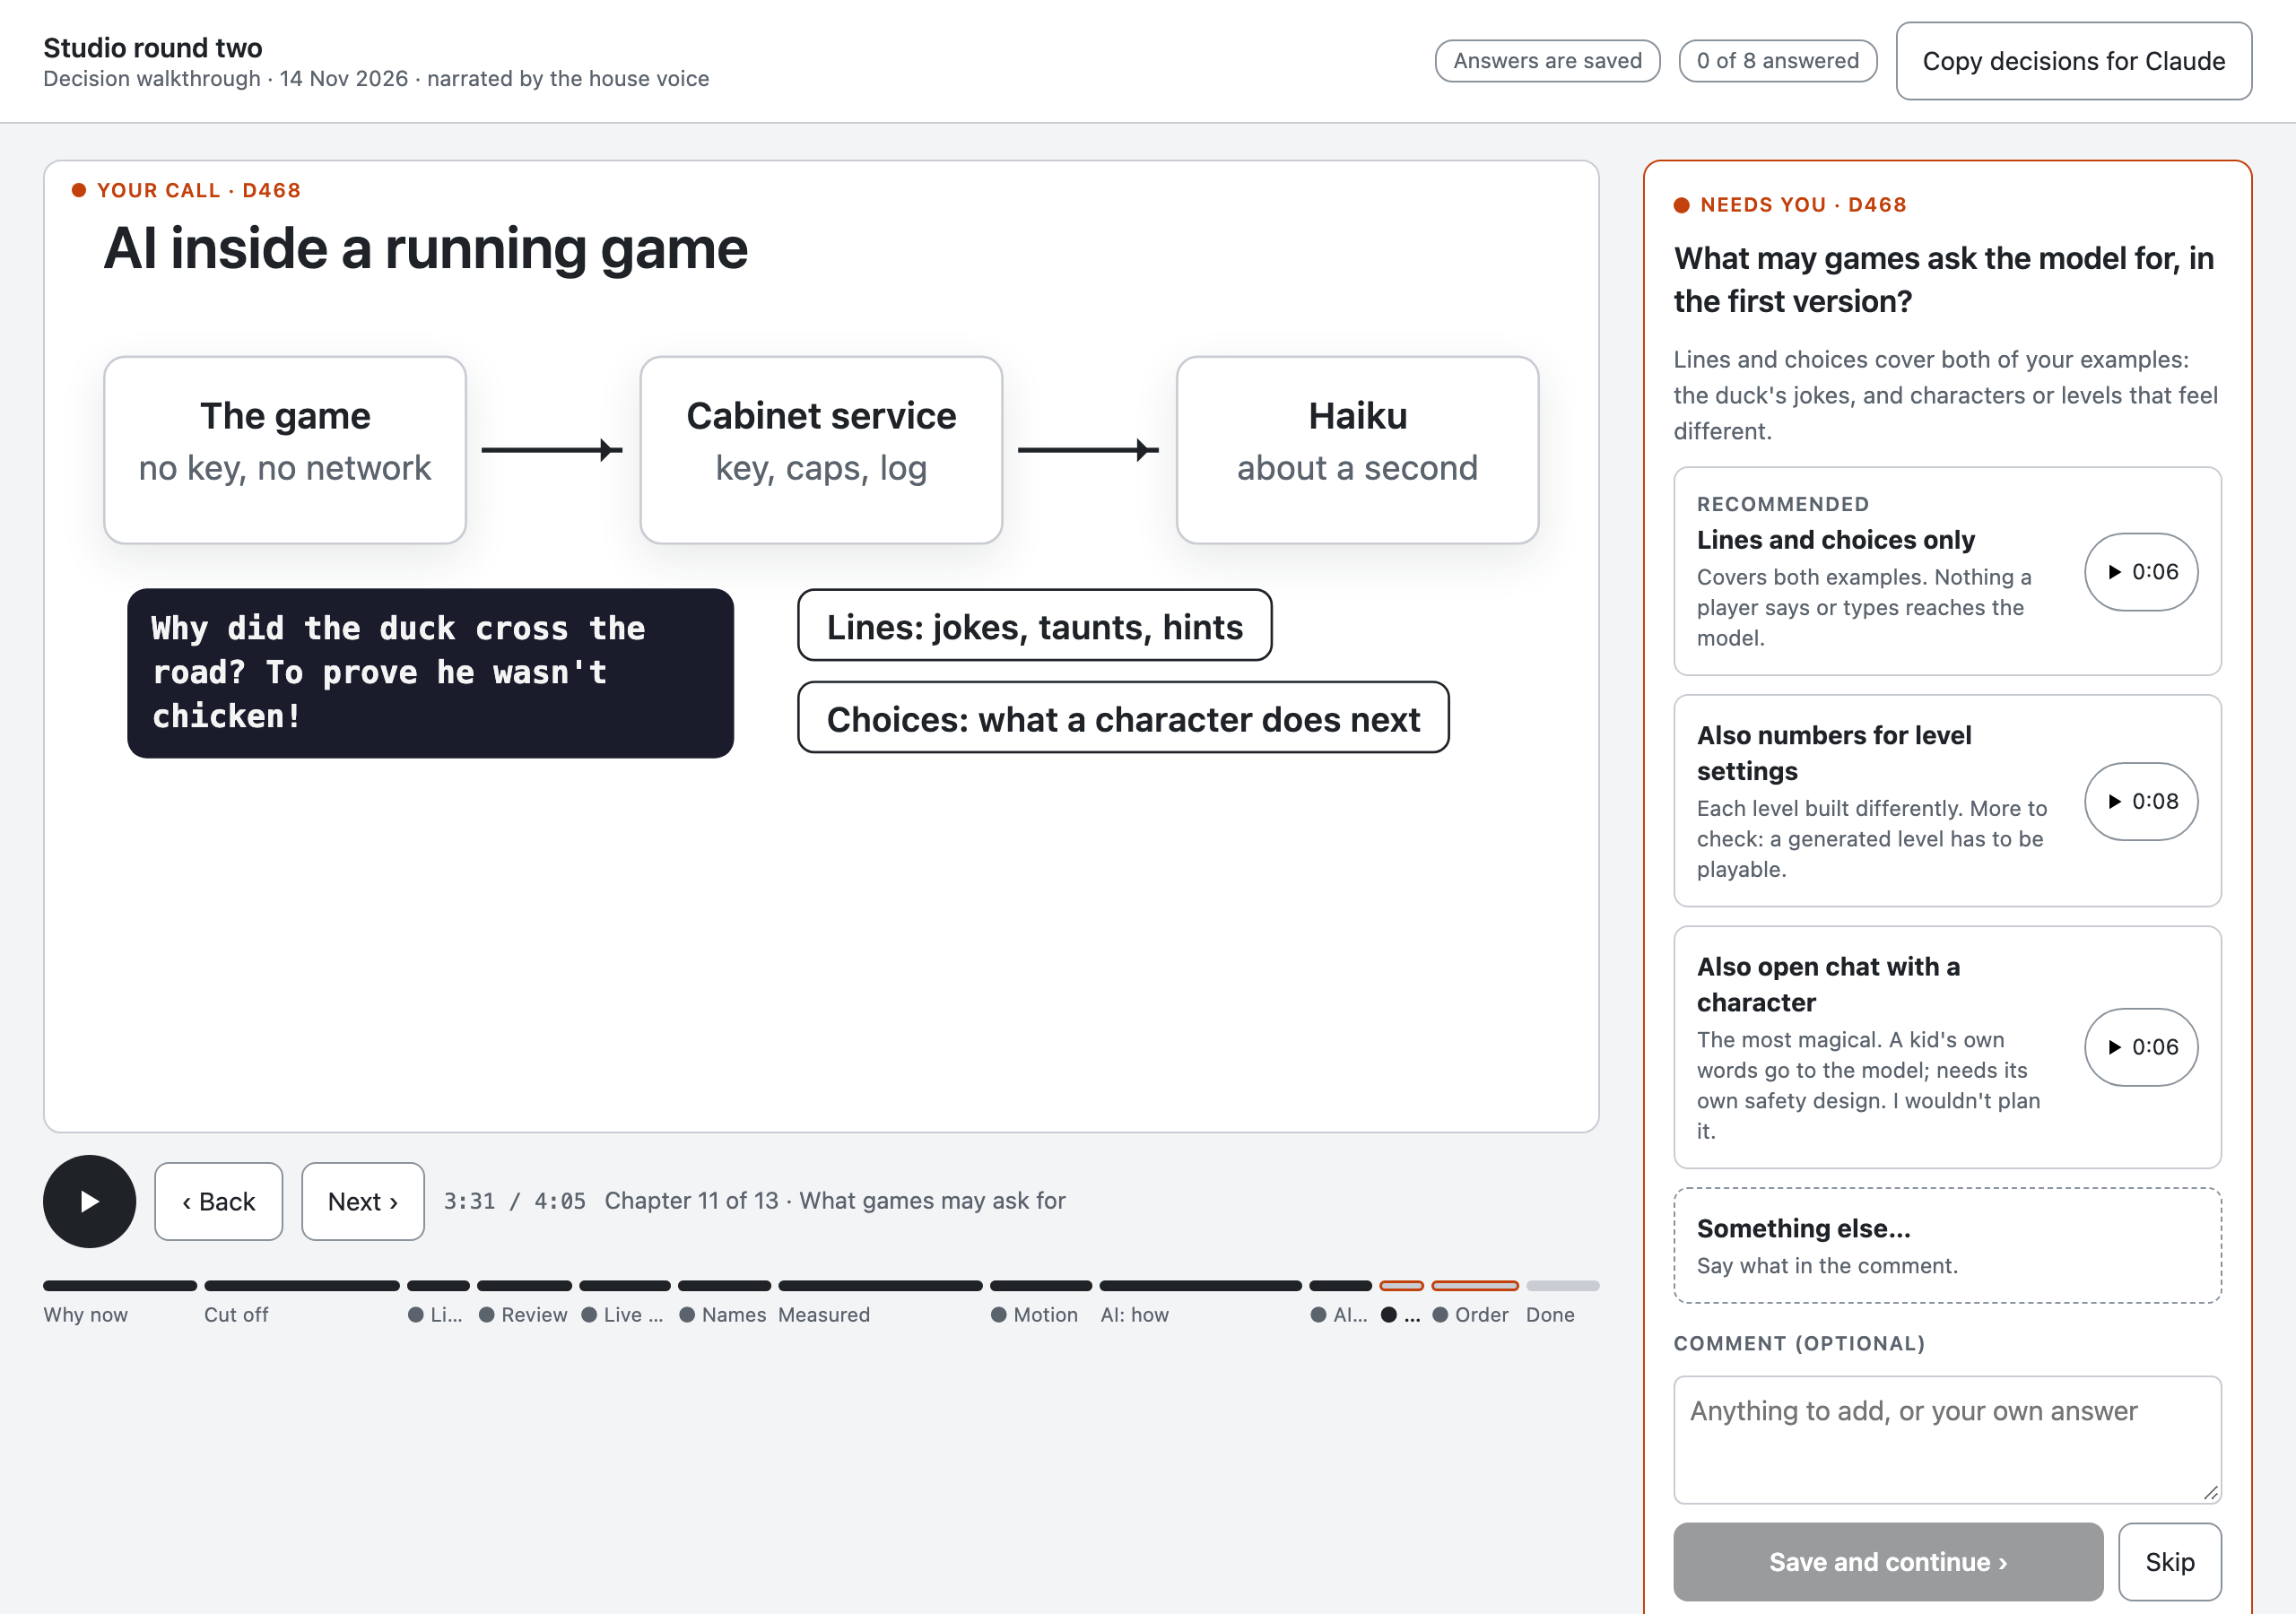 Studio round two
Decision walkthrough · 14 Nov 2026 · narrated by the house voice
Answers are saved
0 of 8 answered
Copy decisions for Claude
YOUR CALL · D468
AI inside a running game
The game
no key, no network
Cabinet service
key, caps, log
Haiku
about a second
Why did the duck cross the
road? To prove he wasn't
chicken!
Lines: jokes, taunts, hints
Choices: what a character does next
‹ Back
Next ›
3:31 / 4:05
Chapter 11 of 13 · What games may ask for
Why now
Cut off
Li...
Review
Live ...
Names
Measured
Motion
AI: how
AI...
...
Order
Done
NEEDS YOU · D468
What may games ask the model for, in
the first version?
Lines and choices cover both of your examples:
the duck's jokes, and characters or levels that feel
different.
RECOMMENDED
Lines and choices only
Covers both examples. Nothing a
player says or types reaches the
model.
0:06
Also numbers for level
settings
Each level built differently. More to
check: a generated level has to be
playable.
0:08
Also open chat with a
character
The most magical. A kid's own
words go to the model; needs its
own safety design. I wouldn't plan
it.
0:06
Something else...
Say what in the comment.
COMMENT (OPTIONAL)
Anything to add, or your own answer
Save and continue ›
Skip